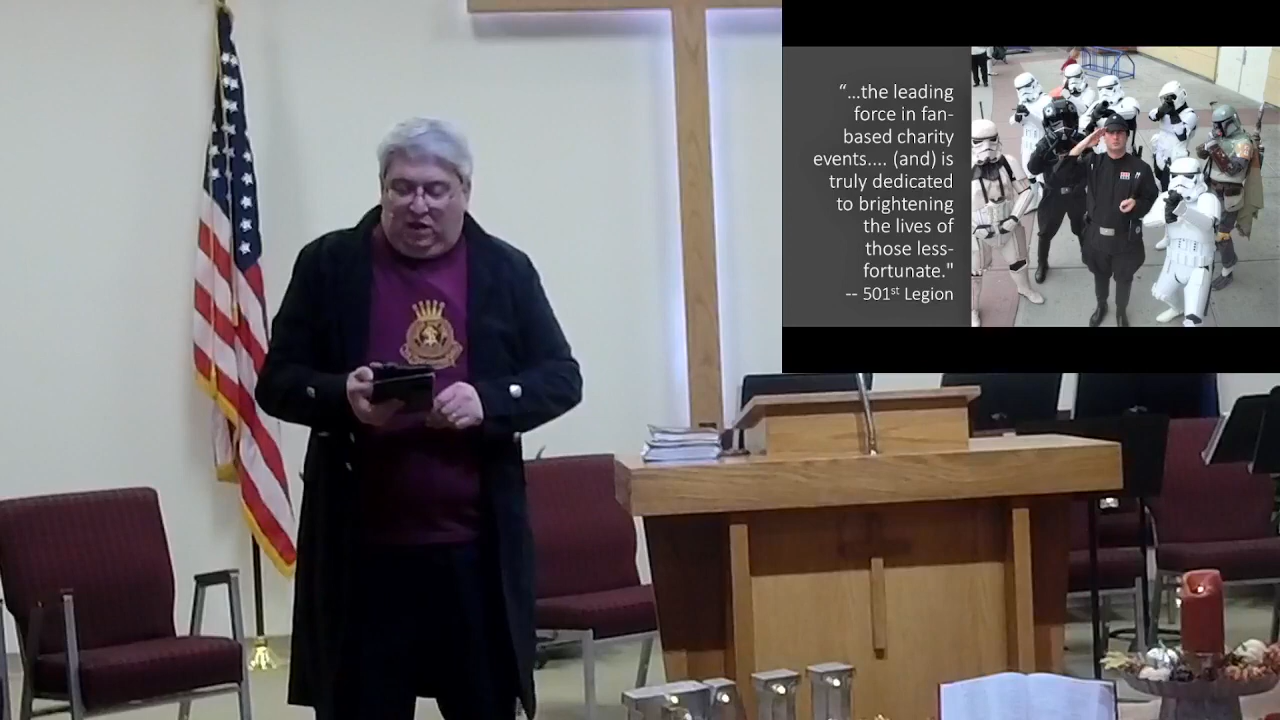 “...the leading
force in fan-
based charity
events.... (and) is
truly dedicated
to brightening
the lives of
those less-
fortunate."
-- 501st Legion